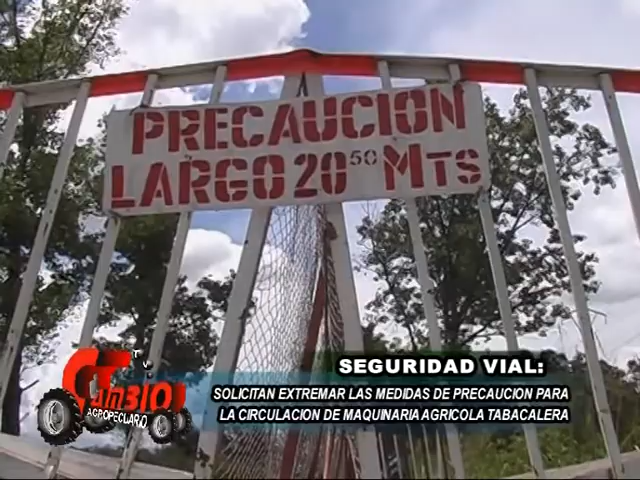 PRECAUCION
LARGO 20 50 MTS
SEGURIDAD VIAL:
SOLICITAN EXTREMAR LAS MEDIDAS DE PRECAUCION PARA
LA CIRCULACION DE MAQUINARIA AGRICOLA TABACALERA
CAMBIO TV
AGROPECUARIO